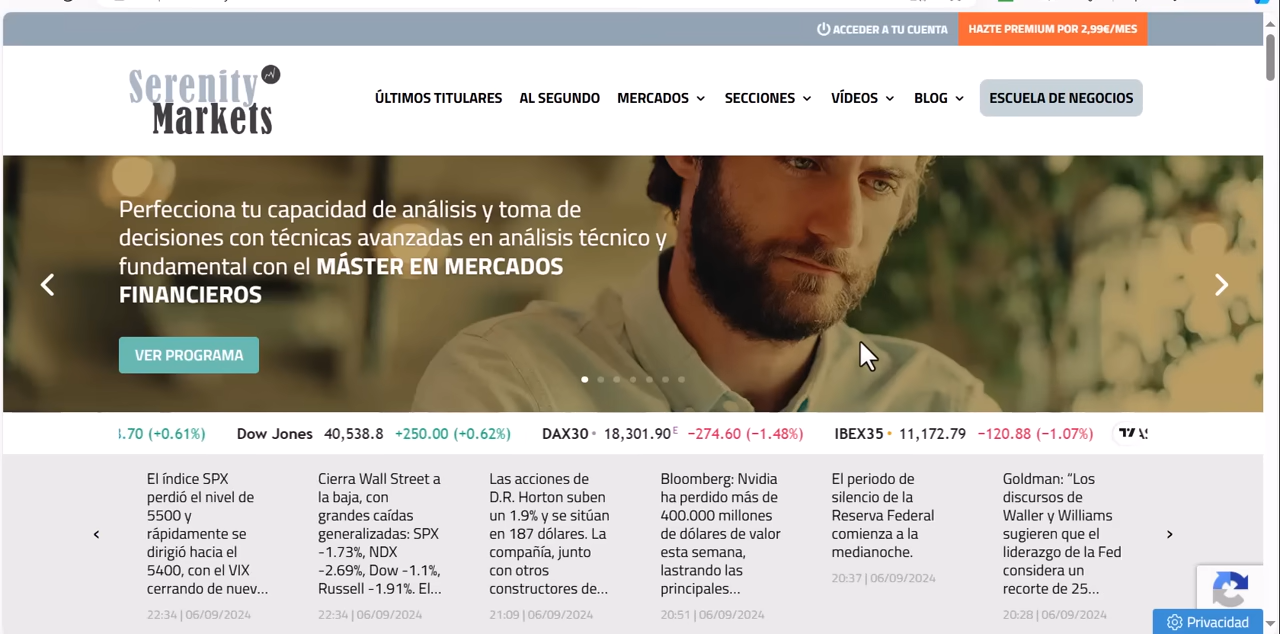 ACCEDER A TU CUENTA
HAZTE PREMIUM POR 2,99€/MES
Serenity
Markets
ÚLTIMOS TITULARES
AL SEGUNDO
MERCADOS
SECCIONES
VÍDEOS
BLOG
ESCUELA DE NEGOCIOS
Perfecciona tu capacidad de análisis y toma de
decisiones con técnicas avanzadas en análisis técnico y
fundamental con el MÁSTER EN MERCADOS
FINANCIEROS
VER PROGRAMA
.70 (+0.61%)
Dow Jones 40,538.8 +250.00 (+0.62%)
DAX30 18,301.90 E −274.60 (−1.48%)
IBEX35 11,172.79 −120.88 (−1.07%)
El índice SPX
perdió el nivel de
5500 y
rápidamente se
dirigió hacia el
5400, con el VIX
cerrando de nuev...
22:34 | 06/09/2024
Cierra Wall Street a
la baja, con
grandes caídas
generalizadas: SPX
-1.73%, NDX
-2.69%, Dow -1.1%,
Russell -1.91%. El...
22:34 | 06/09/2024
Las acciones de
D.R. Horton suben
un 1.9% y se sitúan
en 187 dólares. La
compañía, junto
con otros
constructores de...
21:09 | 06/09/2024
Bloomberg: Nvidia
ha perdido más de
400.000 millones
de dólares de valor
esta semana,
lastrando las
principales...
20:51 | 06/09/2024
El periodo de
silencio de la
Reserva Federal
comienza a la
medianoche.
20:37 | 06/09/2024
Goldman: “Los
discursos de
Waller y Williams
sugieren que el
liderazgo de la Fed
considera un
recorte de 25...
20:28 | 06/09/2024
Privacidad